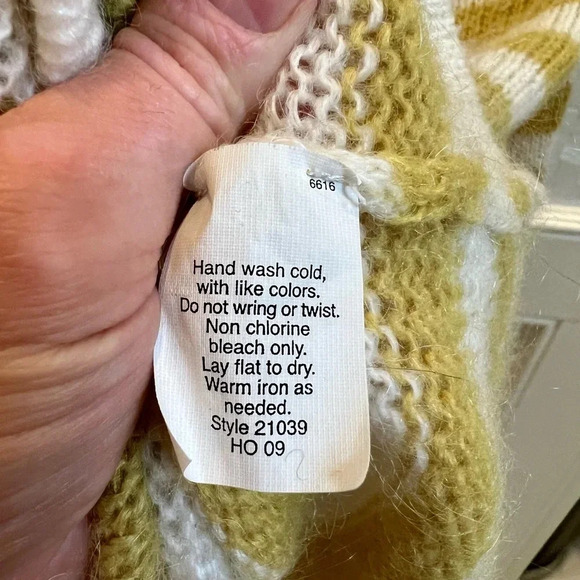 6616
Hand wash cold,
with like colors.
Do not wring or twist.
Non chlorine
bleach only.
Lay flat to dry.
Warm iron as
needed.
Style 21039
HO 09